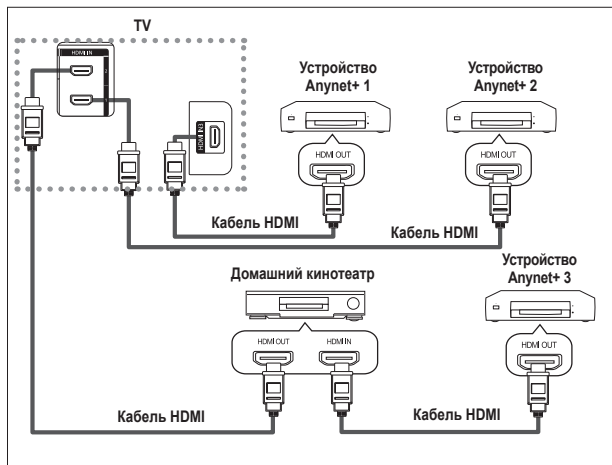 TV
HDMI IN
HDMI IN 3
Устройство
Anynet+ 1
Устройство
Anynet+ 2
HDMI OUT
HDMI OUT
Кабель HDMI
Кабель HDMI
Домашний кинотеатр
Устройство
Anynet+ 3
HDMI OUT
HDMI IN
HDMI OUT
Кабель HDMI
Кабель HDMI